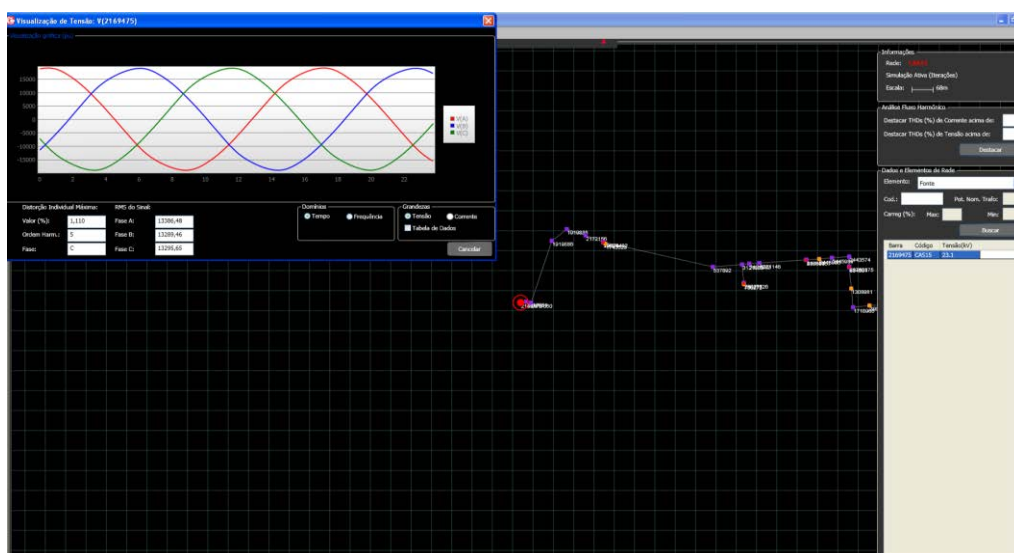 Visualização de Tensão: V(2169475)
Visualização gráfica (pu)
15000
10000
5000
0
-5000
-10000
-15000
0 2 4 6 8 10 12 14 16 18 20 22
V(A)
V(B)
V(C)
Distorção Individual Máxima:
Valor (%): 1,110
Ordem Harm.: 5
Fase: C
RMS do Sinal:
Fase A: 13386,48
Fase B: 13289,46
Fase C: 13295,65
Domínios
Tempo
Frequência
Grandezas
Tensão
Corrente
Tabela de Dados
Cancelar
Informações
Rede:
Simulação Ativa (Iterações)
Escala: 68m
Análise Fluxo Harmônico
Destacar THDs (%) de Corrente acima de:
Destacar THDs (%) de Tensão acima de:
Destacar
Dados e Elementos de Rede
Elemento: Fonte
Cod.:
Pot. Nom. Trafo:
Carreg (%):
Max:
Min:
Buscar
Barra Código Tensão(kV)
2169475 CAS15 23.1